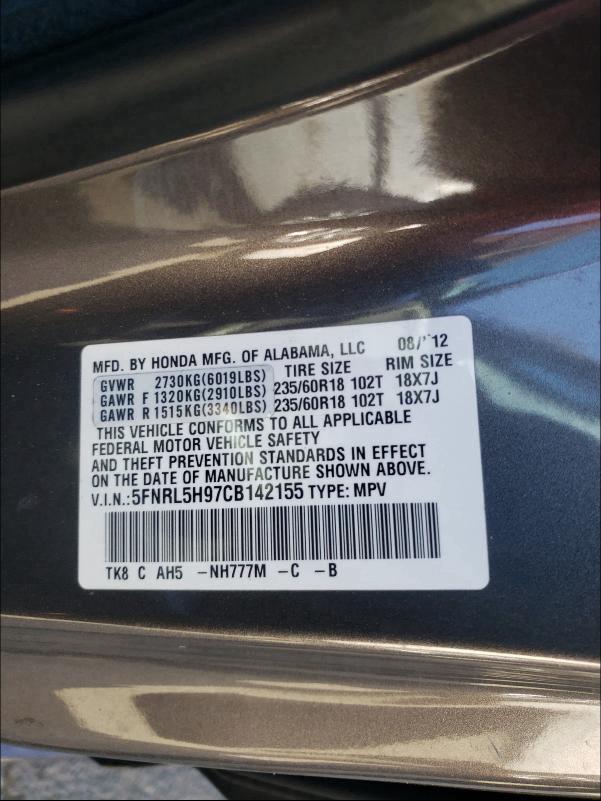 MFD. BY HONDA MFG. OF ALABAMA, LLC 08/'12
GVWR 2730KG(6019LBS) TIRE SIZE RIM SIZE
GAWR F 1320KG(2910LBS) 235/60R18 102T 18X7J
GAWR R 1515KG(3340LBS) 235/60R18 102T 18X7J
THIS VEHICLE CONFORMS TO ALL APPLICABLE
FEDERAL MOTOR VEHICLE SAFETY
AND THEFT PREVENTION STANDARDS IN EFFECT
ON THE DATE OF MANUFACTURE SHOWN ABOVE.
V.I.N.:5FNRL5H97CB142155 TYPE: MPV
TK8 C AH5 -NH777M -C -B